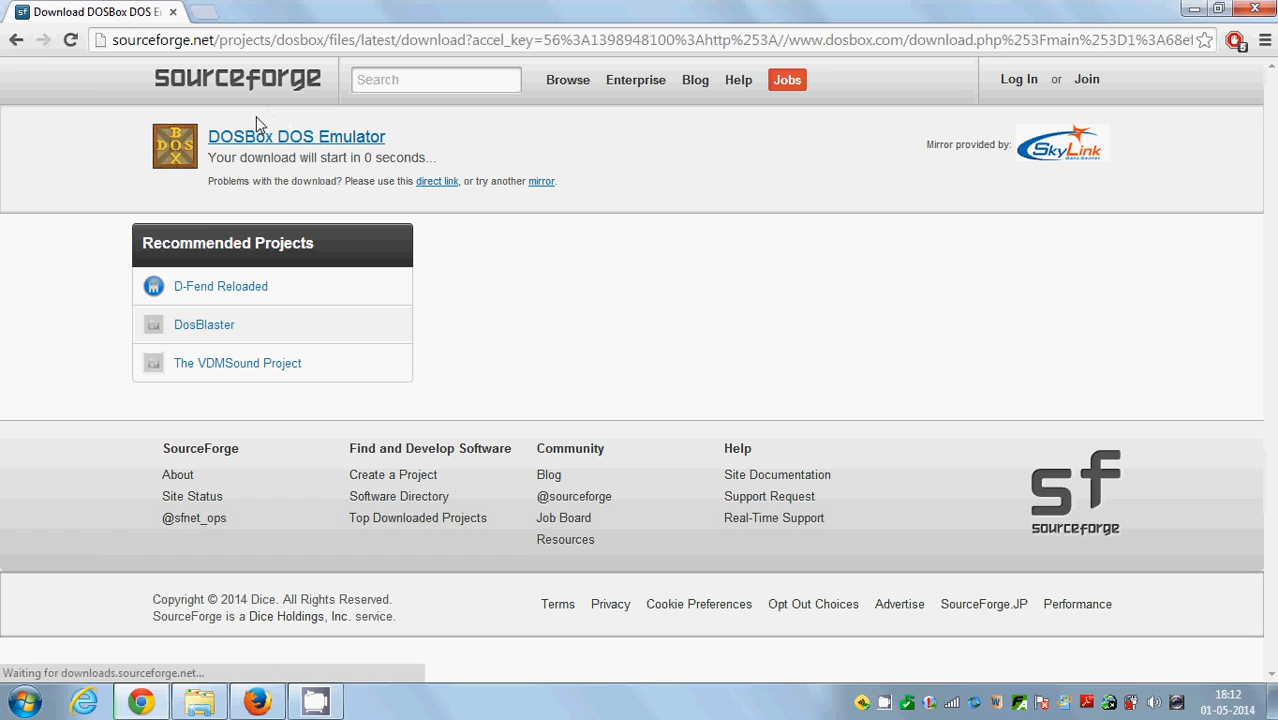 Download DOSBox DOS E
sourceforge.net/projects/dosbox/files/latest/download?accel_key=56%3A1398948100%3Ahttp%253A//www.dosbox.com/download.php%253Fmain%253D1%3A68e
sourceforge
Search
Browse Enterprise Blog Help Jobs
Log In or Join
DOSBox DOS Emulator
Your download will start in 0 seconds...
Problems with the download? Please use this direct link, or try another mirror.
Mirror provided by:
SkyLink
Recommended Projects
D-Fend Reloaded
DosBlaster
The VDMSound Project
SourceForge
About
Site Status
@sfnet_ops
Find and Develop Software
Create a Project
Software Directory
Top Downloaded Projects
Community
Blog
@sourceforge
Job Board
Resources
Help
Site Documentation
Support Request
Real-Time Support
sf
sourceforge
Copyright © 2014 Dice. All Rights Reserved.
SourceForge is a Dice Holdings, Inc. service.
Terms Privacy Cookie Preferences Opt Out Choices Advertise SourceForge.JP Performance
Waiting for downloads.sourceforge.net...
18:12
01-05-2014